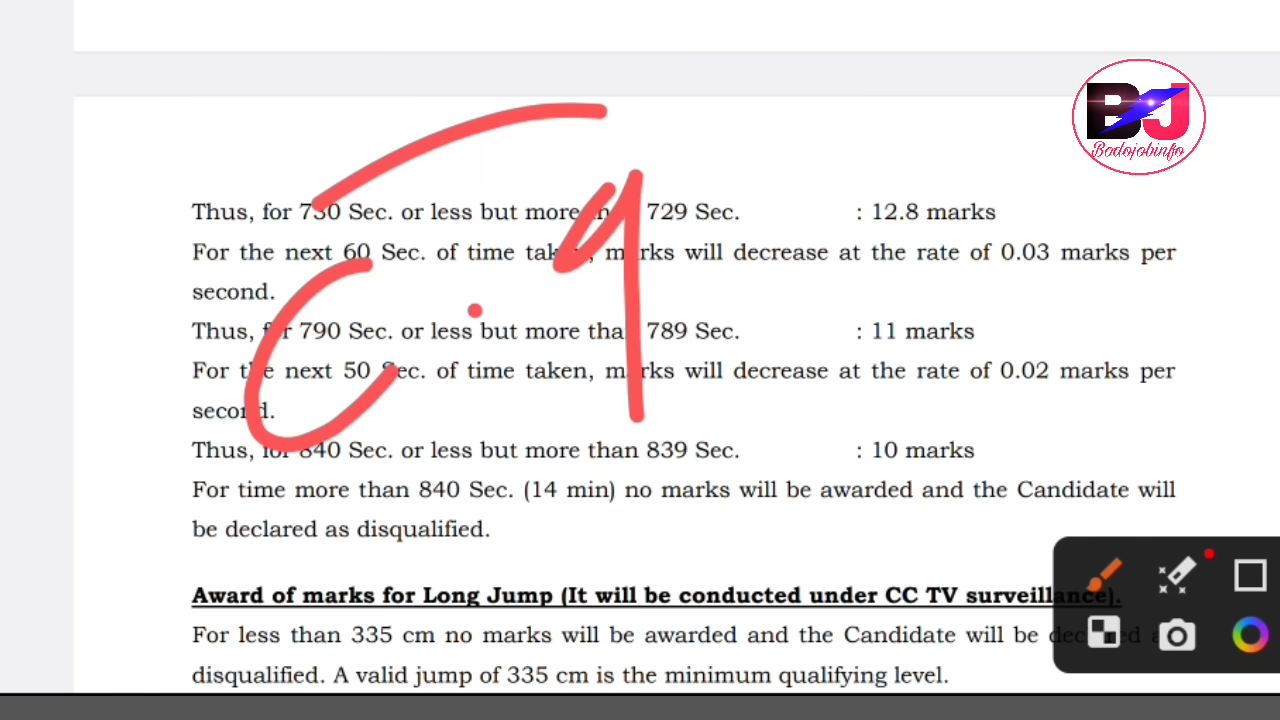 BJ
Bodojobinfo
Thus, for 730 Sec. or less but more than 729 Sec. : 12.8 marks
For the next 60 Sec. of time taken, marks will decrease at the rate of 0.03 marks per
second.
Thus, for 790 Sec. or less but more than 789 Sec. : 11 marks
For the next 50 Sec. of time taken, marks will decrease at the rate of 0.02 marks per
second.
Thus, for 840 Sec. or less but more than 839 Sec. : 10 marks
For time more than 840 Sec. (14 min) no marks will be awarded and the Candidate will
be declared as disqualified.
Award of marks for Long Jump (It will be conducted under CC TV surveillance).
For less than 335 cm no marks will be awarded and the Candidate will be declared
disqualified. A valid jump of 335 cm is the minimum qualifying level.